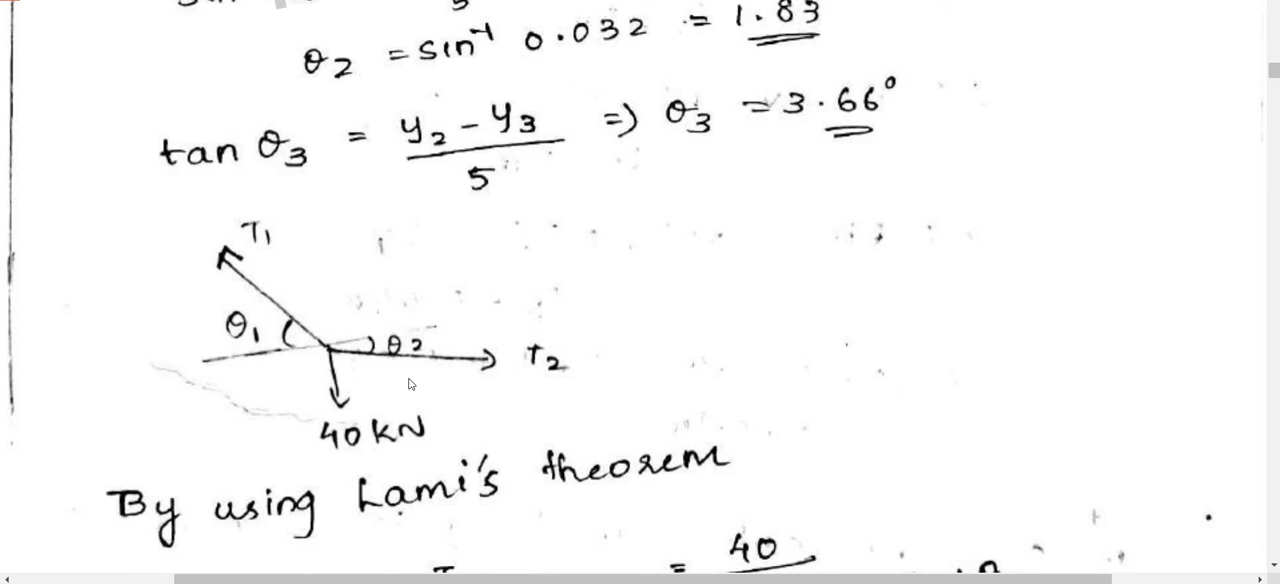 θ2 = sin⁻¹ 0.032 = 1.83
tan θ3 = y2 - y3 / 5 => θ3 = 3.66°
T1
θ1
θ2
T2
40 KN
By using Lami's theorem
= 40